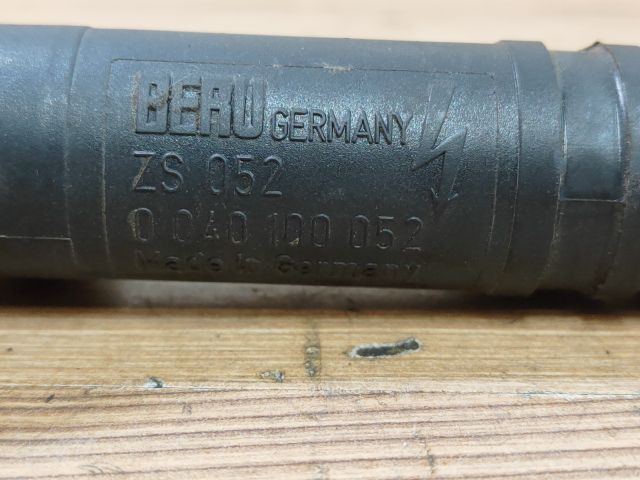 BERU GERMANY
ZS 052
0 040 100 052
Made In Germany